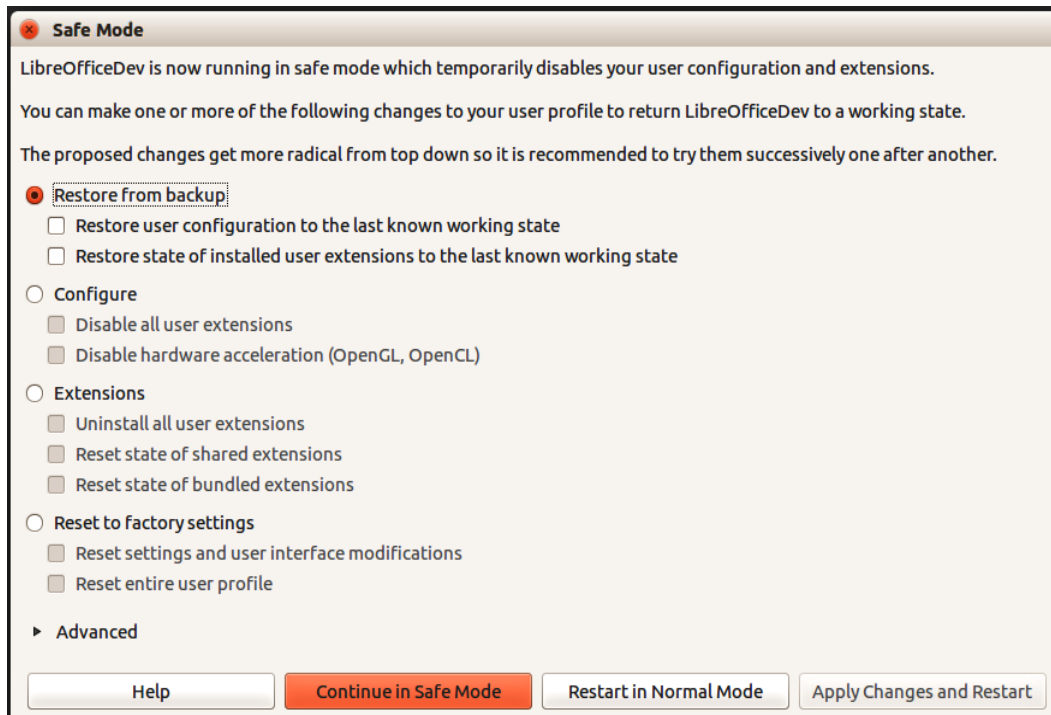 Safe Mode
LibreOfficeDev is now running in safe mode which temporarily disables your user configuration and extensions.
You can make one or more of the following changes to your user profile to return LibreOfficeDev to a working state.
The proposed changes get more radical from top down so it is recommended to try them successively one after another.
Restore from backup
Restore user configuration to the last known working state
Restore state of installed user extensions to the last known working state
Configure
Disable all user extensions
Disable hardware acceleration (OpenGL, OpenCL)
Extensions
Uninstall all user extensions
Reset state of shared extensions
Reset state of bundled extensions
Reset to factory settings
Reset settings and user interface modifications
Reset entire user profile
Advanced
Help Continue in Safe Mode Restart in Normal Mode Apply Changes and Restart